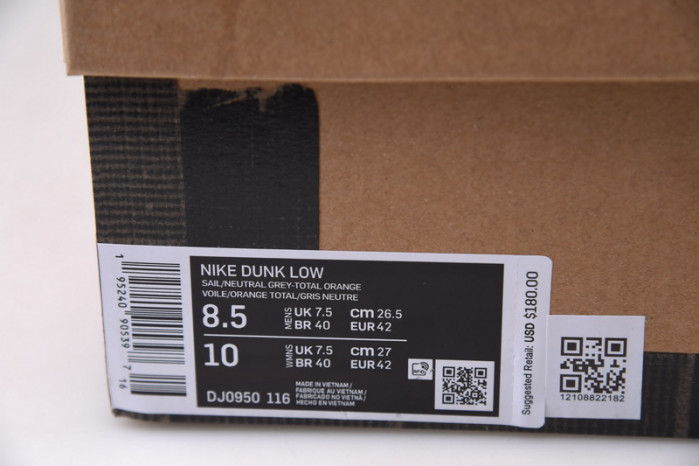 NIKE DUNK LOW
SAIL/NEUTRAL GREY-TOTAL ORANGE
VOILE/ORANGE TOTAL/GRIS NEUTRE
8.5 MENS UK 7.5 cm 26.5
BR 40 EUR 42
10 WMNS UK 7.5 cm 27
BR 40 EUR 42
DJ0950 116
MADE IN VIETNAM /
FABRIQUE AU VIETNAM /
FABRICADO NO VIETNÃ /
HECHO EN VIETNAM
1 95240 90539 7 16
Suggested Retail: USD $180.00
12108822182